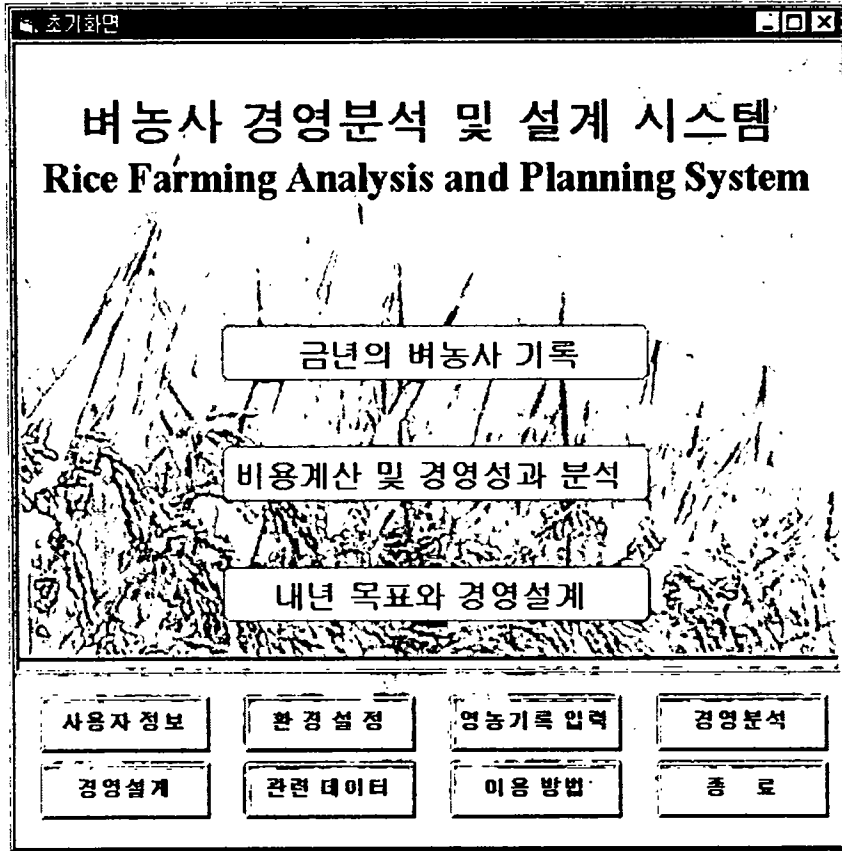 초기화면
벼농사 경영분석 및 설계 시스템
Rice Farming Analysis and Planning System
금년의 벼농사 기록
비용계산 및 경영성과 분석
내년 목표와 경영설계
사용자 정보 환경설정 영농기록 입력 경영분석
경영설계 관련 데이터 이용 방법 종 료